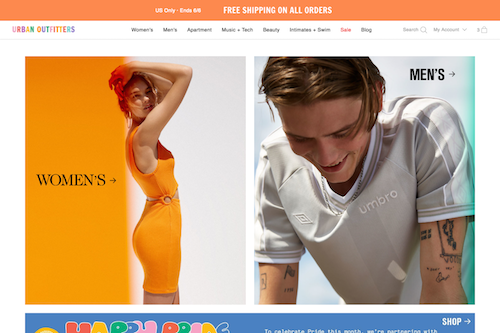 US Only - Ends 6/6 FREE SHIPPING ON ALL ORDERS
URBAN OUTFITTERS Women's Men's Apartment Music + Tech Beauty Intimates + Swim Sale Blog Search My Account 0
MEN'S →
umbro
WOMEN'S →
HAPPY PRIDE
SHOP →
To celebrate Pride this month, we're partnering with